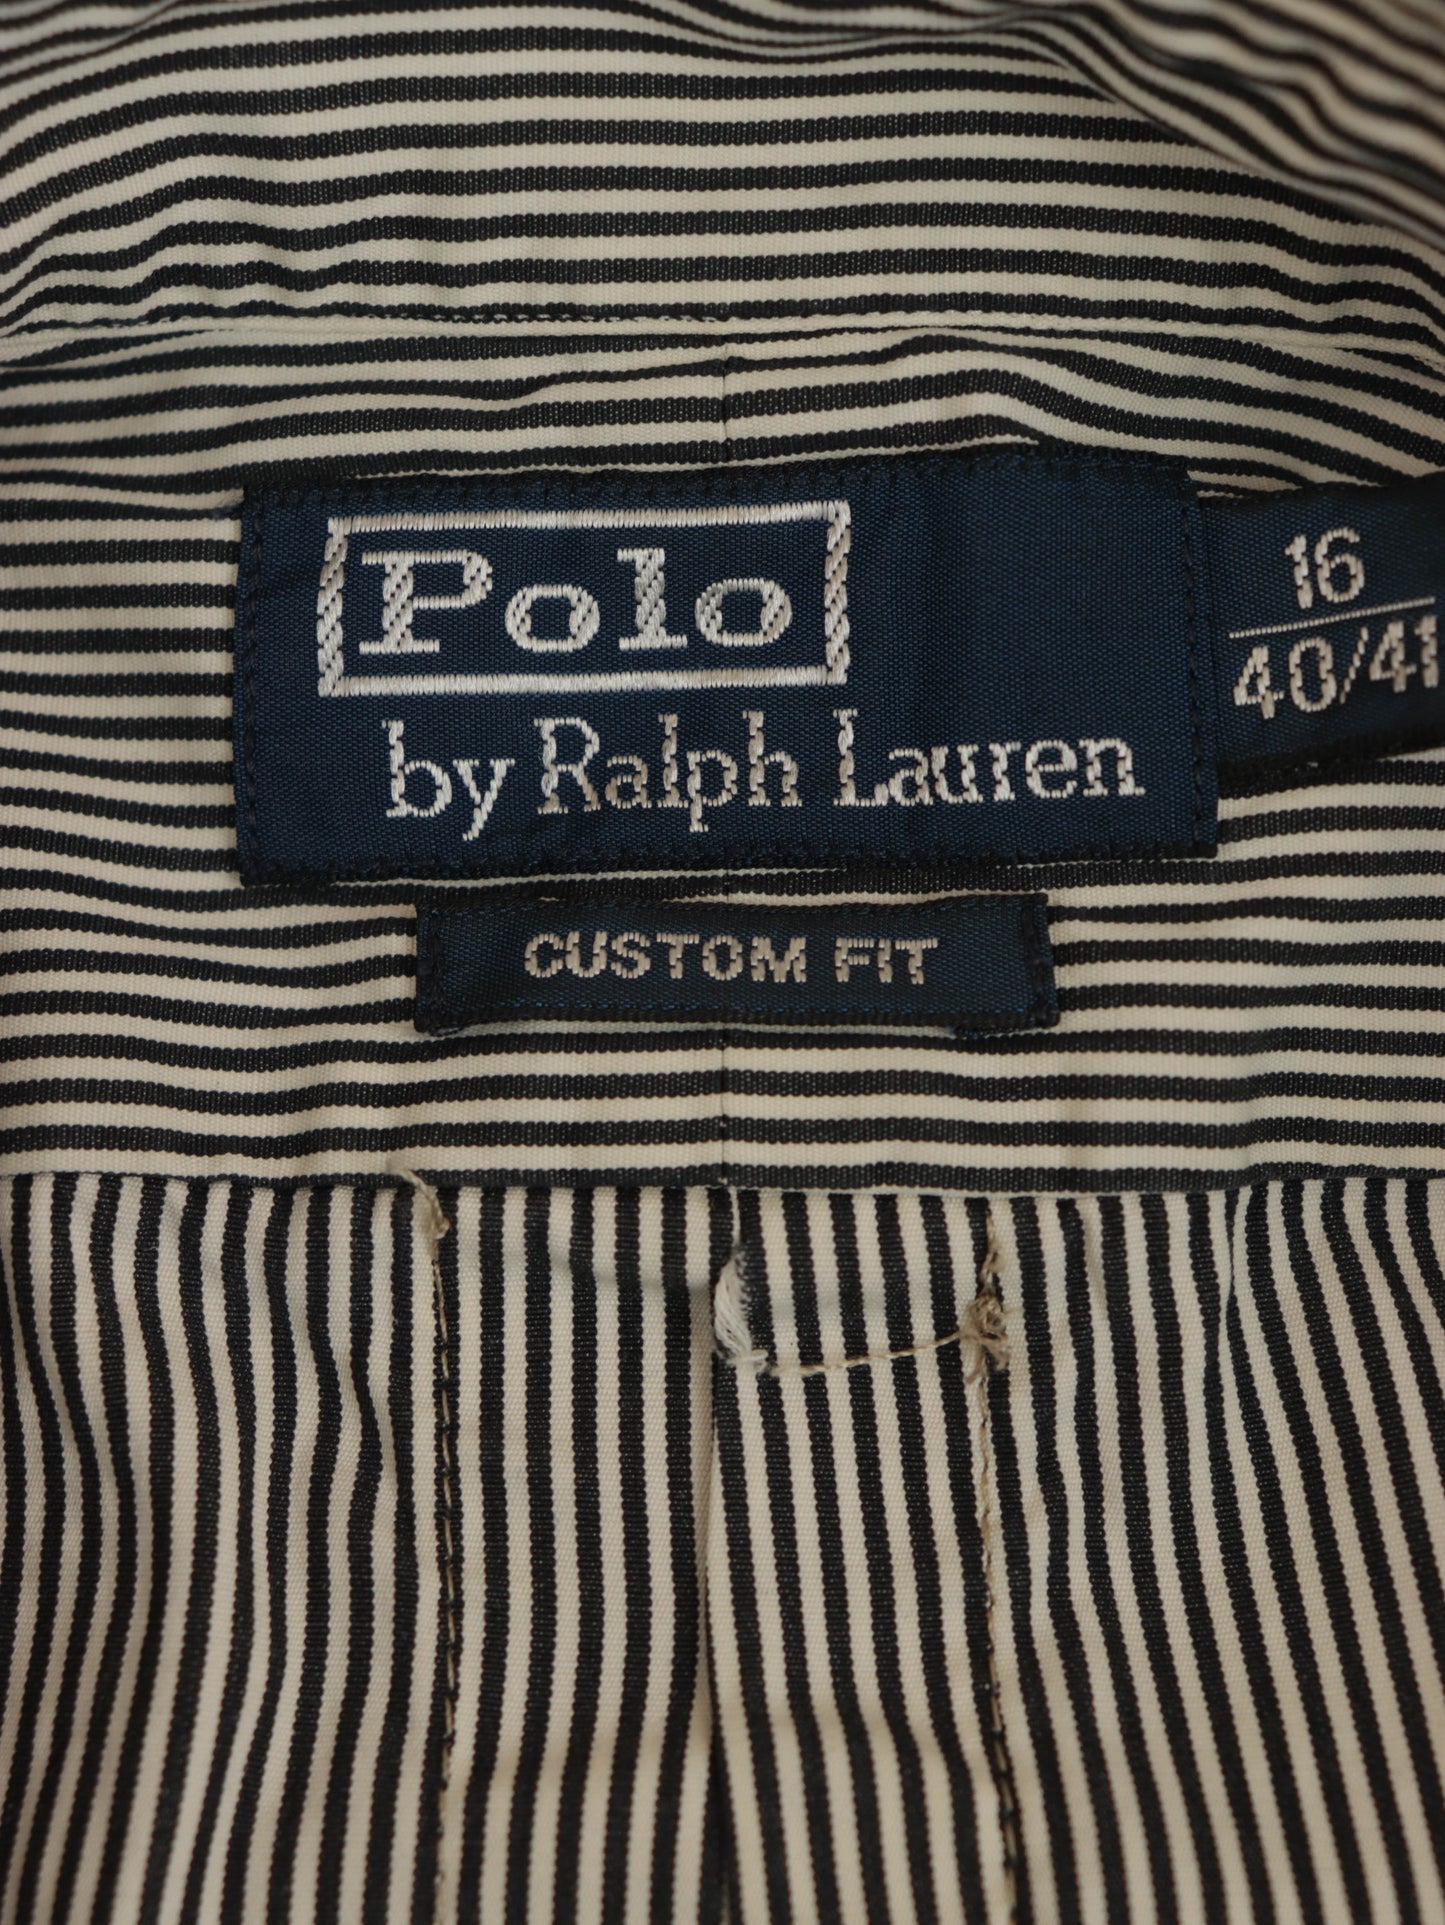 Polo
by Ralph Lauren
16
40/41
CUSTOM FIT